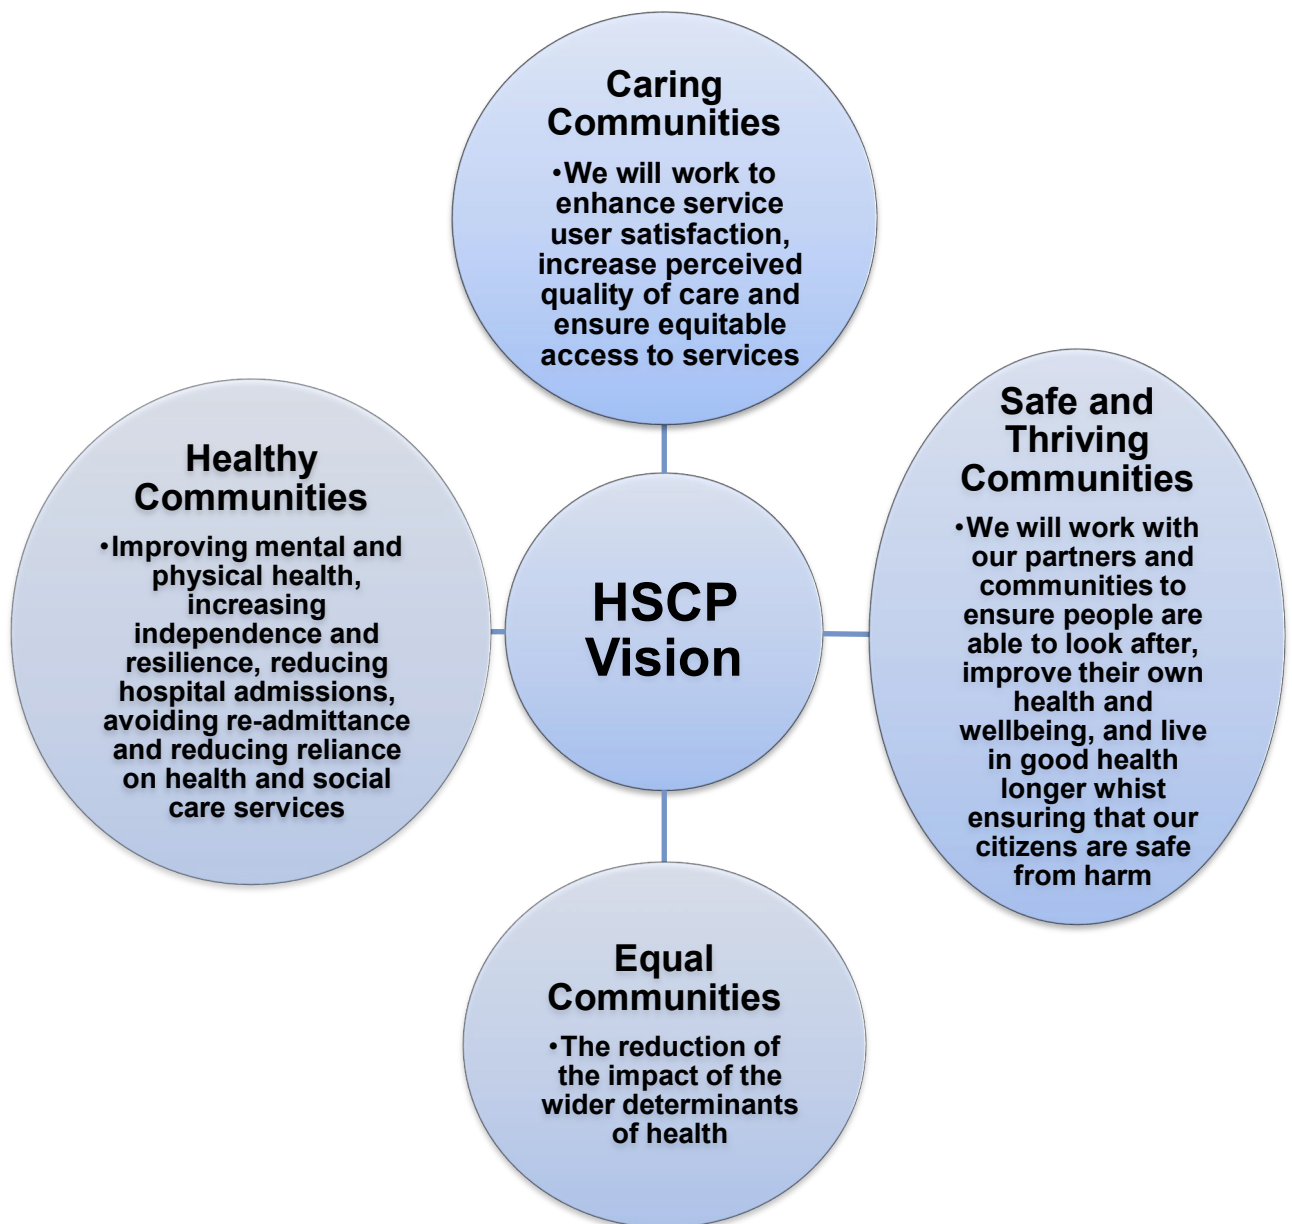 Caring
Communities
•We will work to
enhance service
user satisfaction,
increase perceived
quality of care and
ensure equitable
access to services
Healthy
Communities
•Improving mental and
physical health,
increasing
independence and
resilience, reducing
hospital admissions,
avoiding re-admittance
and reducing reliance
on health and social
care services
HSCP
Vision
Safe and
Thriving
Communities
•We will work with
our partners and
communities to
ensure people are
able to look after,
improve their own
health and
wellbeing, and live
in good health
longer whist
ensuring that our
citizens are safe
from harm
Equal
Communities
•The reduction of
the impact of the
wider determinants
of health